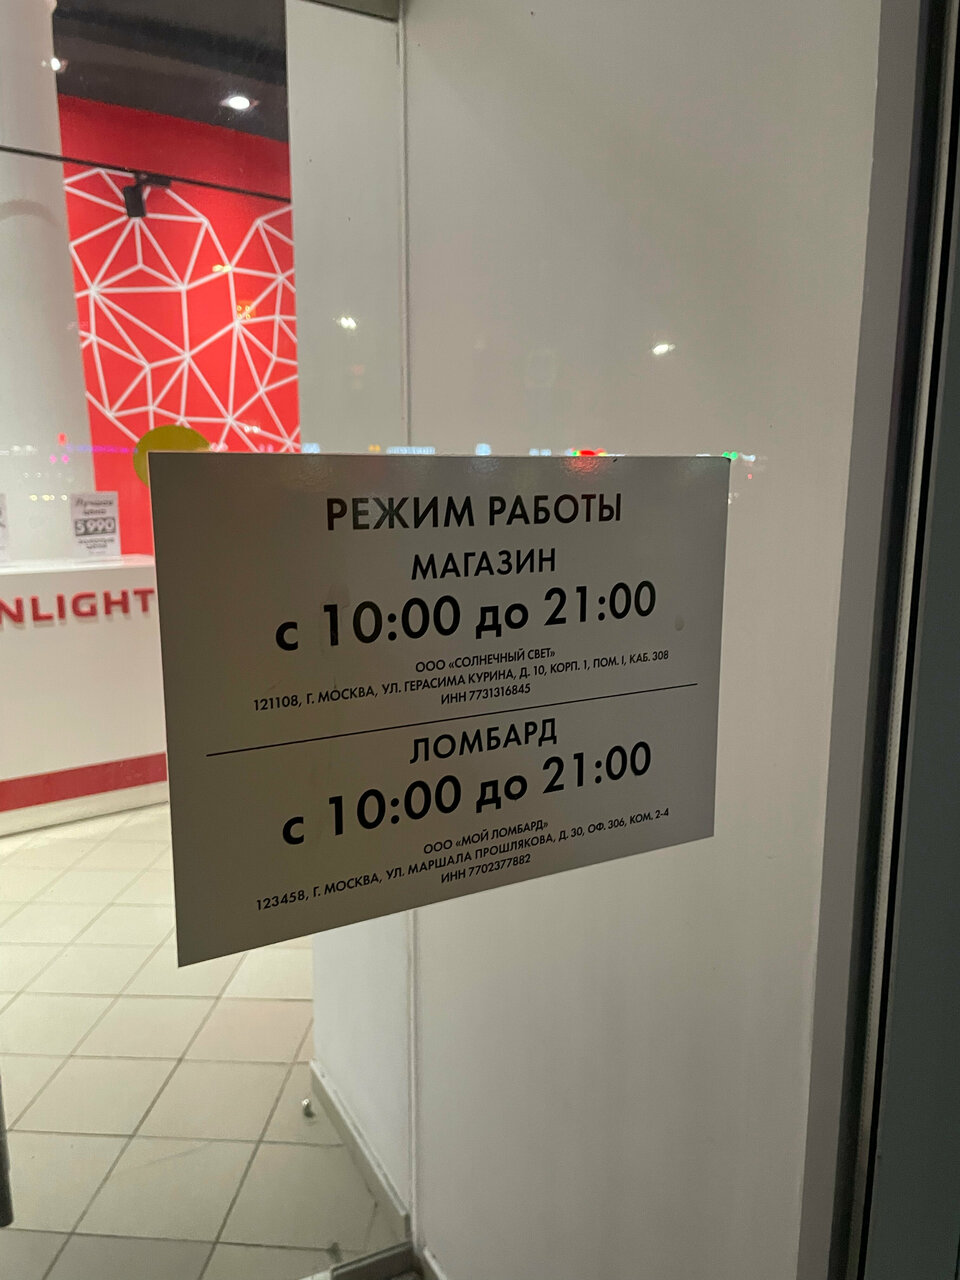 РЕЖИМ РАБОТЫ
МАГАЗИН
с 10:00 до 21:00
ООО «СОЛНЕЧНЫЙ СВЕТ»
121108, Г. МОСКВА, УЛ. ГЕРАСИМА КУРИНА, Д. 10, КОРП. 1, ПОМ. I, КАБ. 308
ИНН 7731316845
ЛОМБАРД
с 10:00 до 21:00
ООО «МОЙ ЛОМБАРД»
123458, Г. МОСКВА, УЛ. МАРШАЛА ПРОШЛЯКОВА, Д. 30, ОФ. 306, КОМ. 2-4
ИНН 7702377882
Лучшая
цена
5 990
NLIGHT